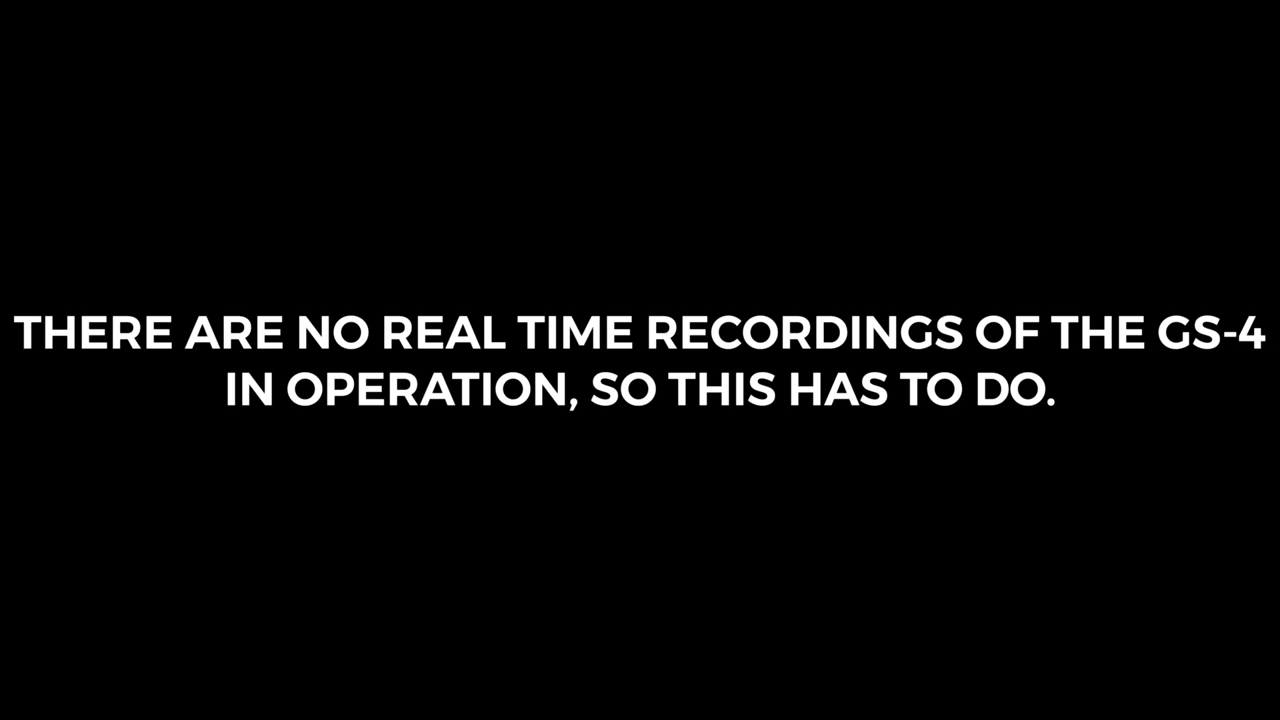 THERE ARE NO REAL TIME RECORDINGS OF THE GS-4
IN OPERATION, SO THIS HAS TO DO.